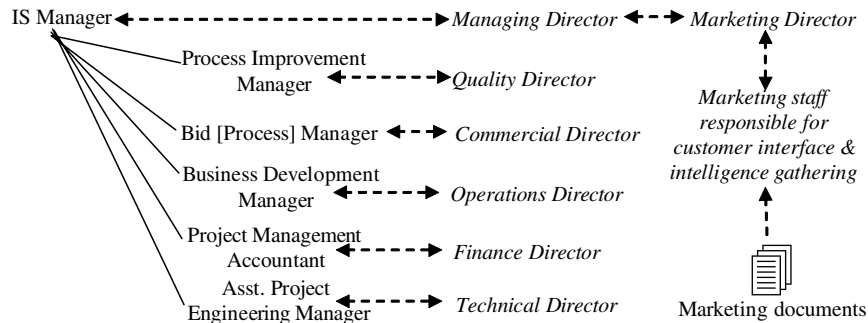 IS Manager
Managing Director
Marketing Director
Process Improvement
Manager
Quality Director
Marketing staff
responsible for
customer interface &
intelligence gathering
Bid [Process] Manager
Commercial Director
Business Development
Manager
Operations Director
Project Management
Accountant
Finance Director
Asst. Project
Engineering Manager
Technical Director
Marketing documents